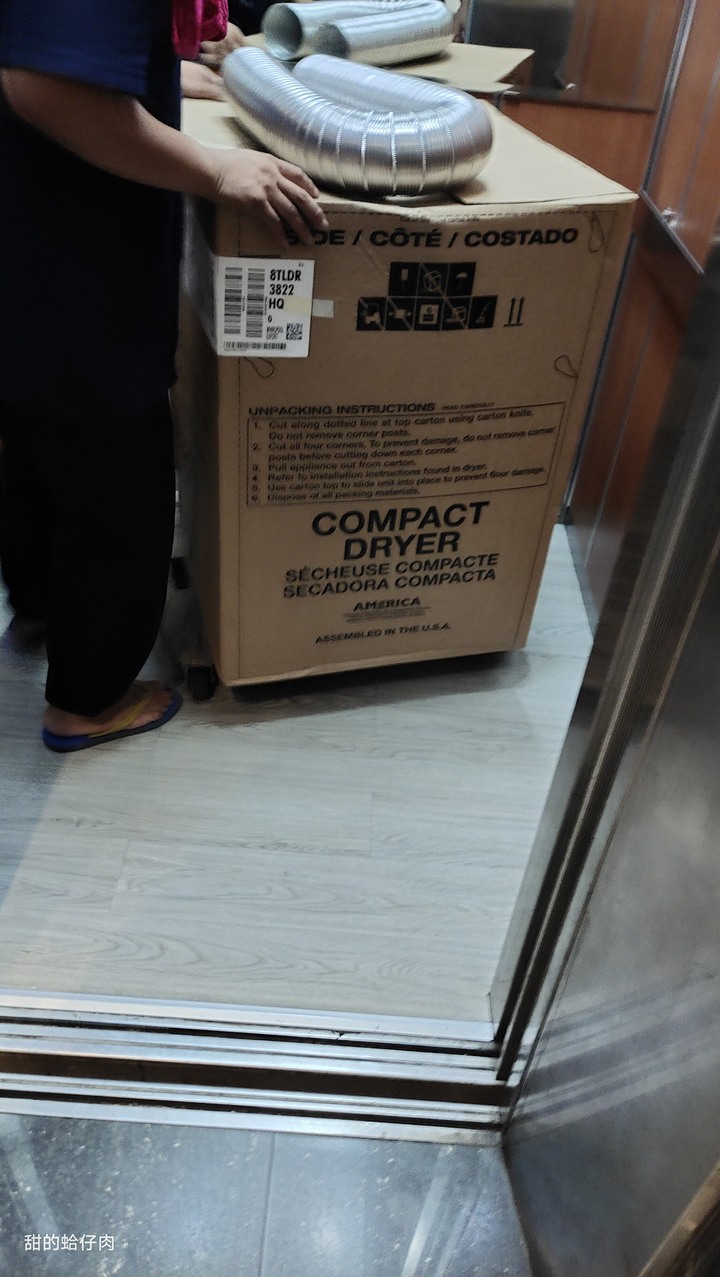 SIDE / CÔTÉ / COSTADO
8TLDR
3822
HQ
UNPACKING INSTRUCTIONS READ CAREFULLY
1. Cut along dotted line at top carton using carton knife.
Do not remove corner posts.
2. Cut all four corners. To prevent damage, do not remove corner
posts before cutting down each corner.
3. Pull appliance out from carton.
4. Refer to installation instructions found in dryer.
5. Use carton top to slide unit into place to prevent floor damage.
6. Dispose of all packing materials.
COMPACT
DRYER
SÉCHEUSE COMPACTE
SECADORA COMPACTA
AMERICA
ASSEMBLED IN THE U.S.A.
甜的蛤仔肉